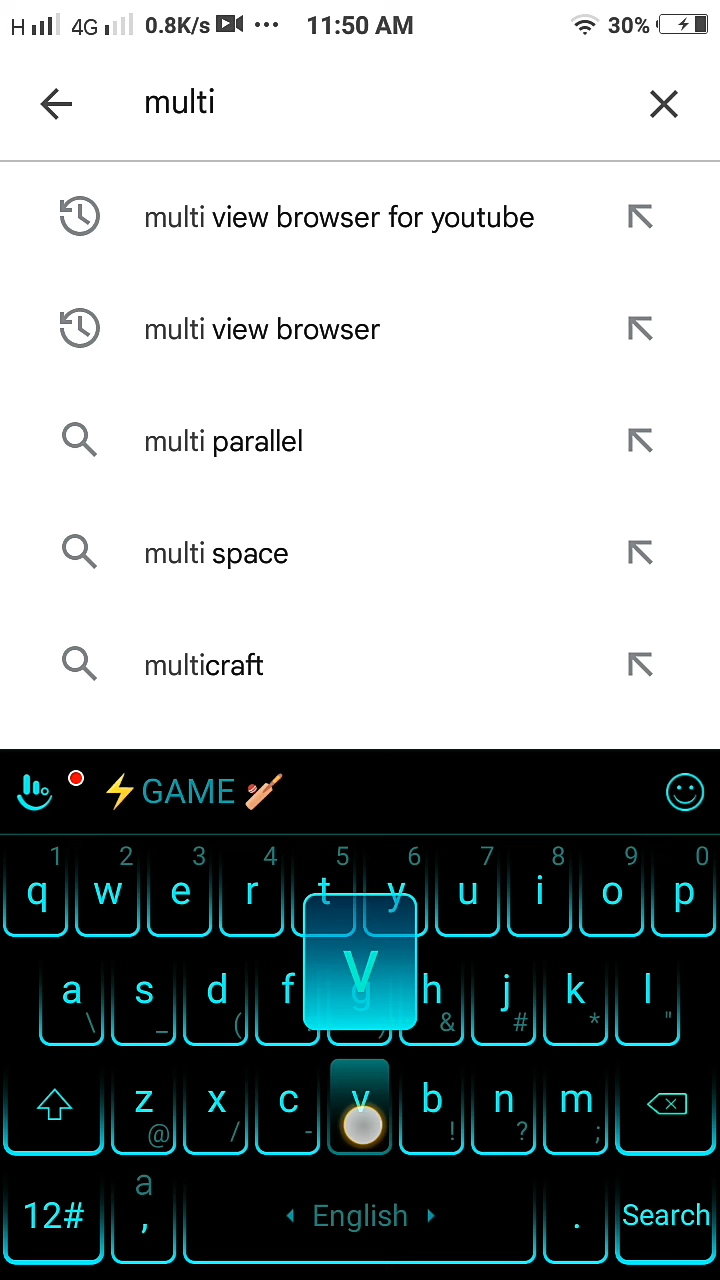 H 4G 0.8K/s ••• 11:50 AM 30%
multi
multi view browser for youtube
multi view browser
multi parallel
multi space
multicraft
⚡GAME 🏏
1 2 3 4 5 6 7 8 9 0
q w e r t y u i o p
v
a s d f g h j k l
\ _ ( ) & # * "
z x c v b n m
@ / - ! ? ;
a
12# , English . Search